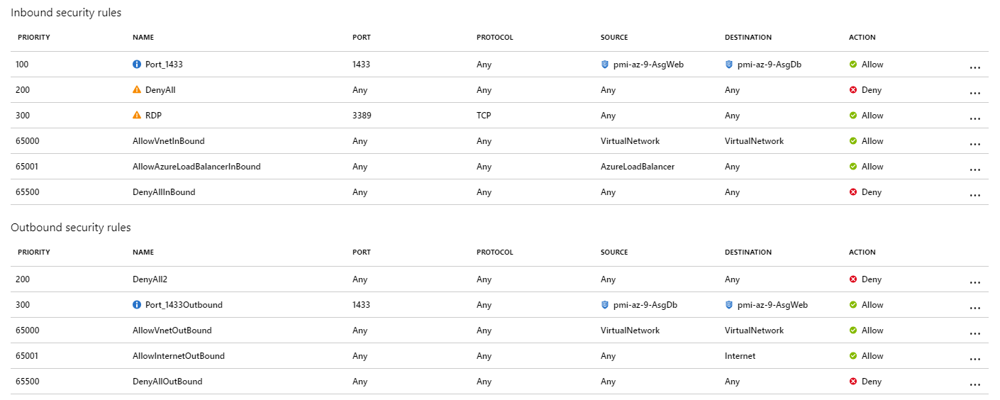 Inbound security rules
PRIORITY NAME PORT PROTOCOL SOURCE DESTINATION ACTION
100 Port_1433 1433 Any pmi-az-9-AsgWeb pmi-az-9-AsgDb Allow ...
200 DenyAll Any Any Any Any Deny ...
300 RDP 3389 TCP Any Any Allow ...
65000 AllowVnetInBound Any Any VirtualNetwork VirtualNetwork Allow ...
65001 AllowAzureLoadBalancerInBound Any Any AzureLoadBalancer Any Allow ...
65500 DenyAllInBound Any Any Any Any Deny ...
Outbound security rules
PRIORITY NAME PORT PROTOCOL SOURCE DESTINATION ACTION
200 DenyAll2 Any Any Any Any Deny ...
300 Port_1433Outbound 1433 Any pmi-az-9-AsgDb pmi-az-9-AsgWeb Allow ...
65000 AllowVnetOutBound Any Any VirtualNetwork VirtualNetwork Allow ...
65001 AllowInternetOutBound Any Any Any Internet Allow ...
65500 DenyAllOutBound Any Any Any Any Deny ...